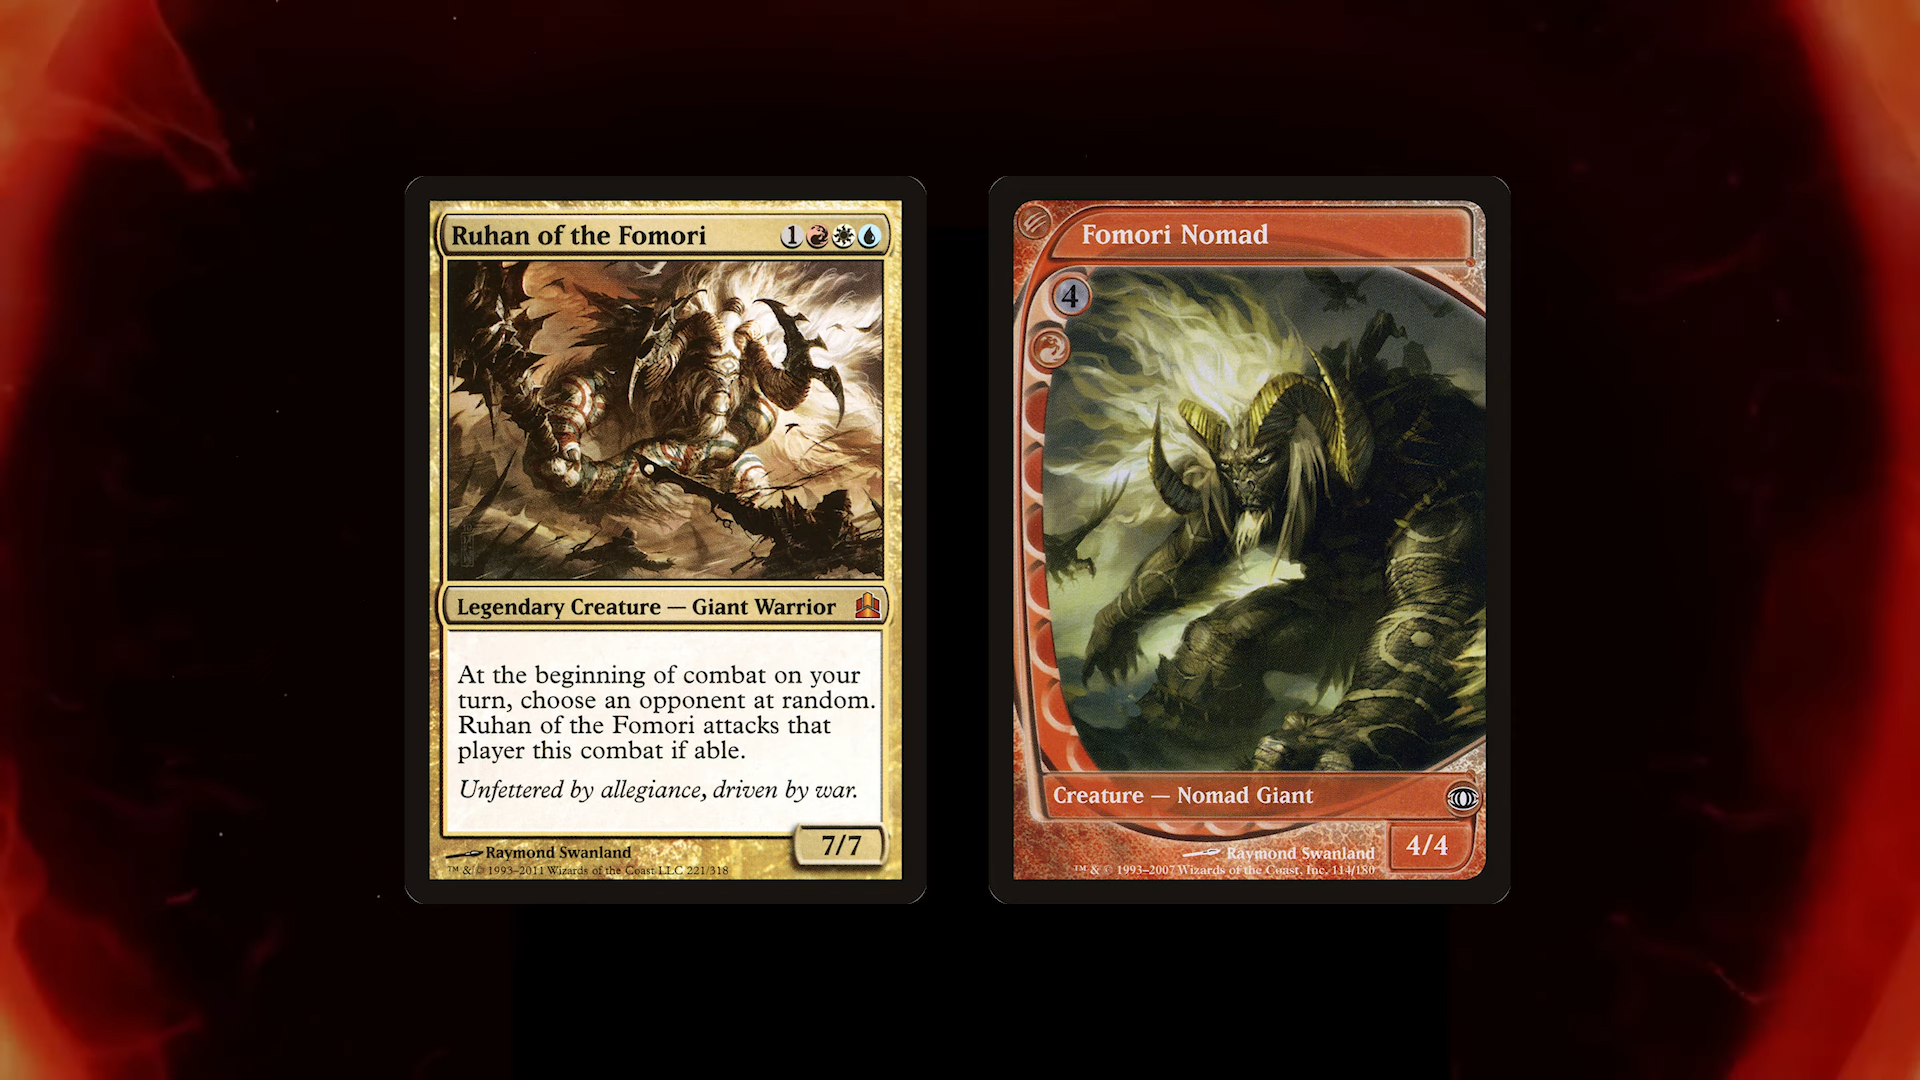 Ruhan of the Fomori 1
Legendary Creature — Giant Warrior
At the beginning of combat on your
turn, choose an opponent at random.
Ruhan of the Fomori attacks that
player this combat if able.
Unfettered by allegiance, driven by war.
7/7
Raymond Swanland
™ & © 1993–2011 Wizards of the Coast LLC 221/318
Fomori Nomad
4
Creature — Nomad Giant
4/4
Raymond Swanland
™ & © 1993–2007 Wizards of the Coast, Inc. 114/180